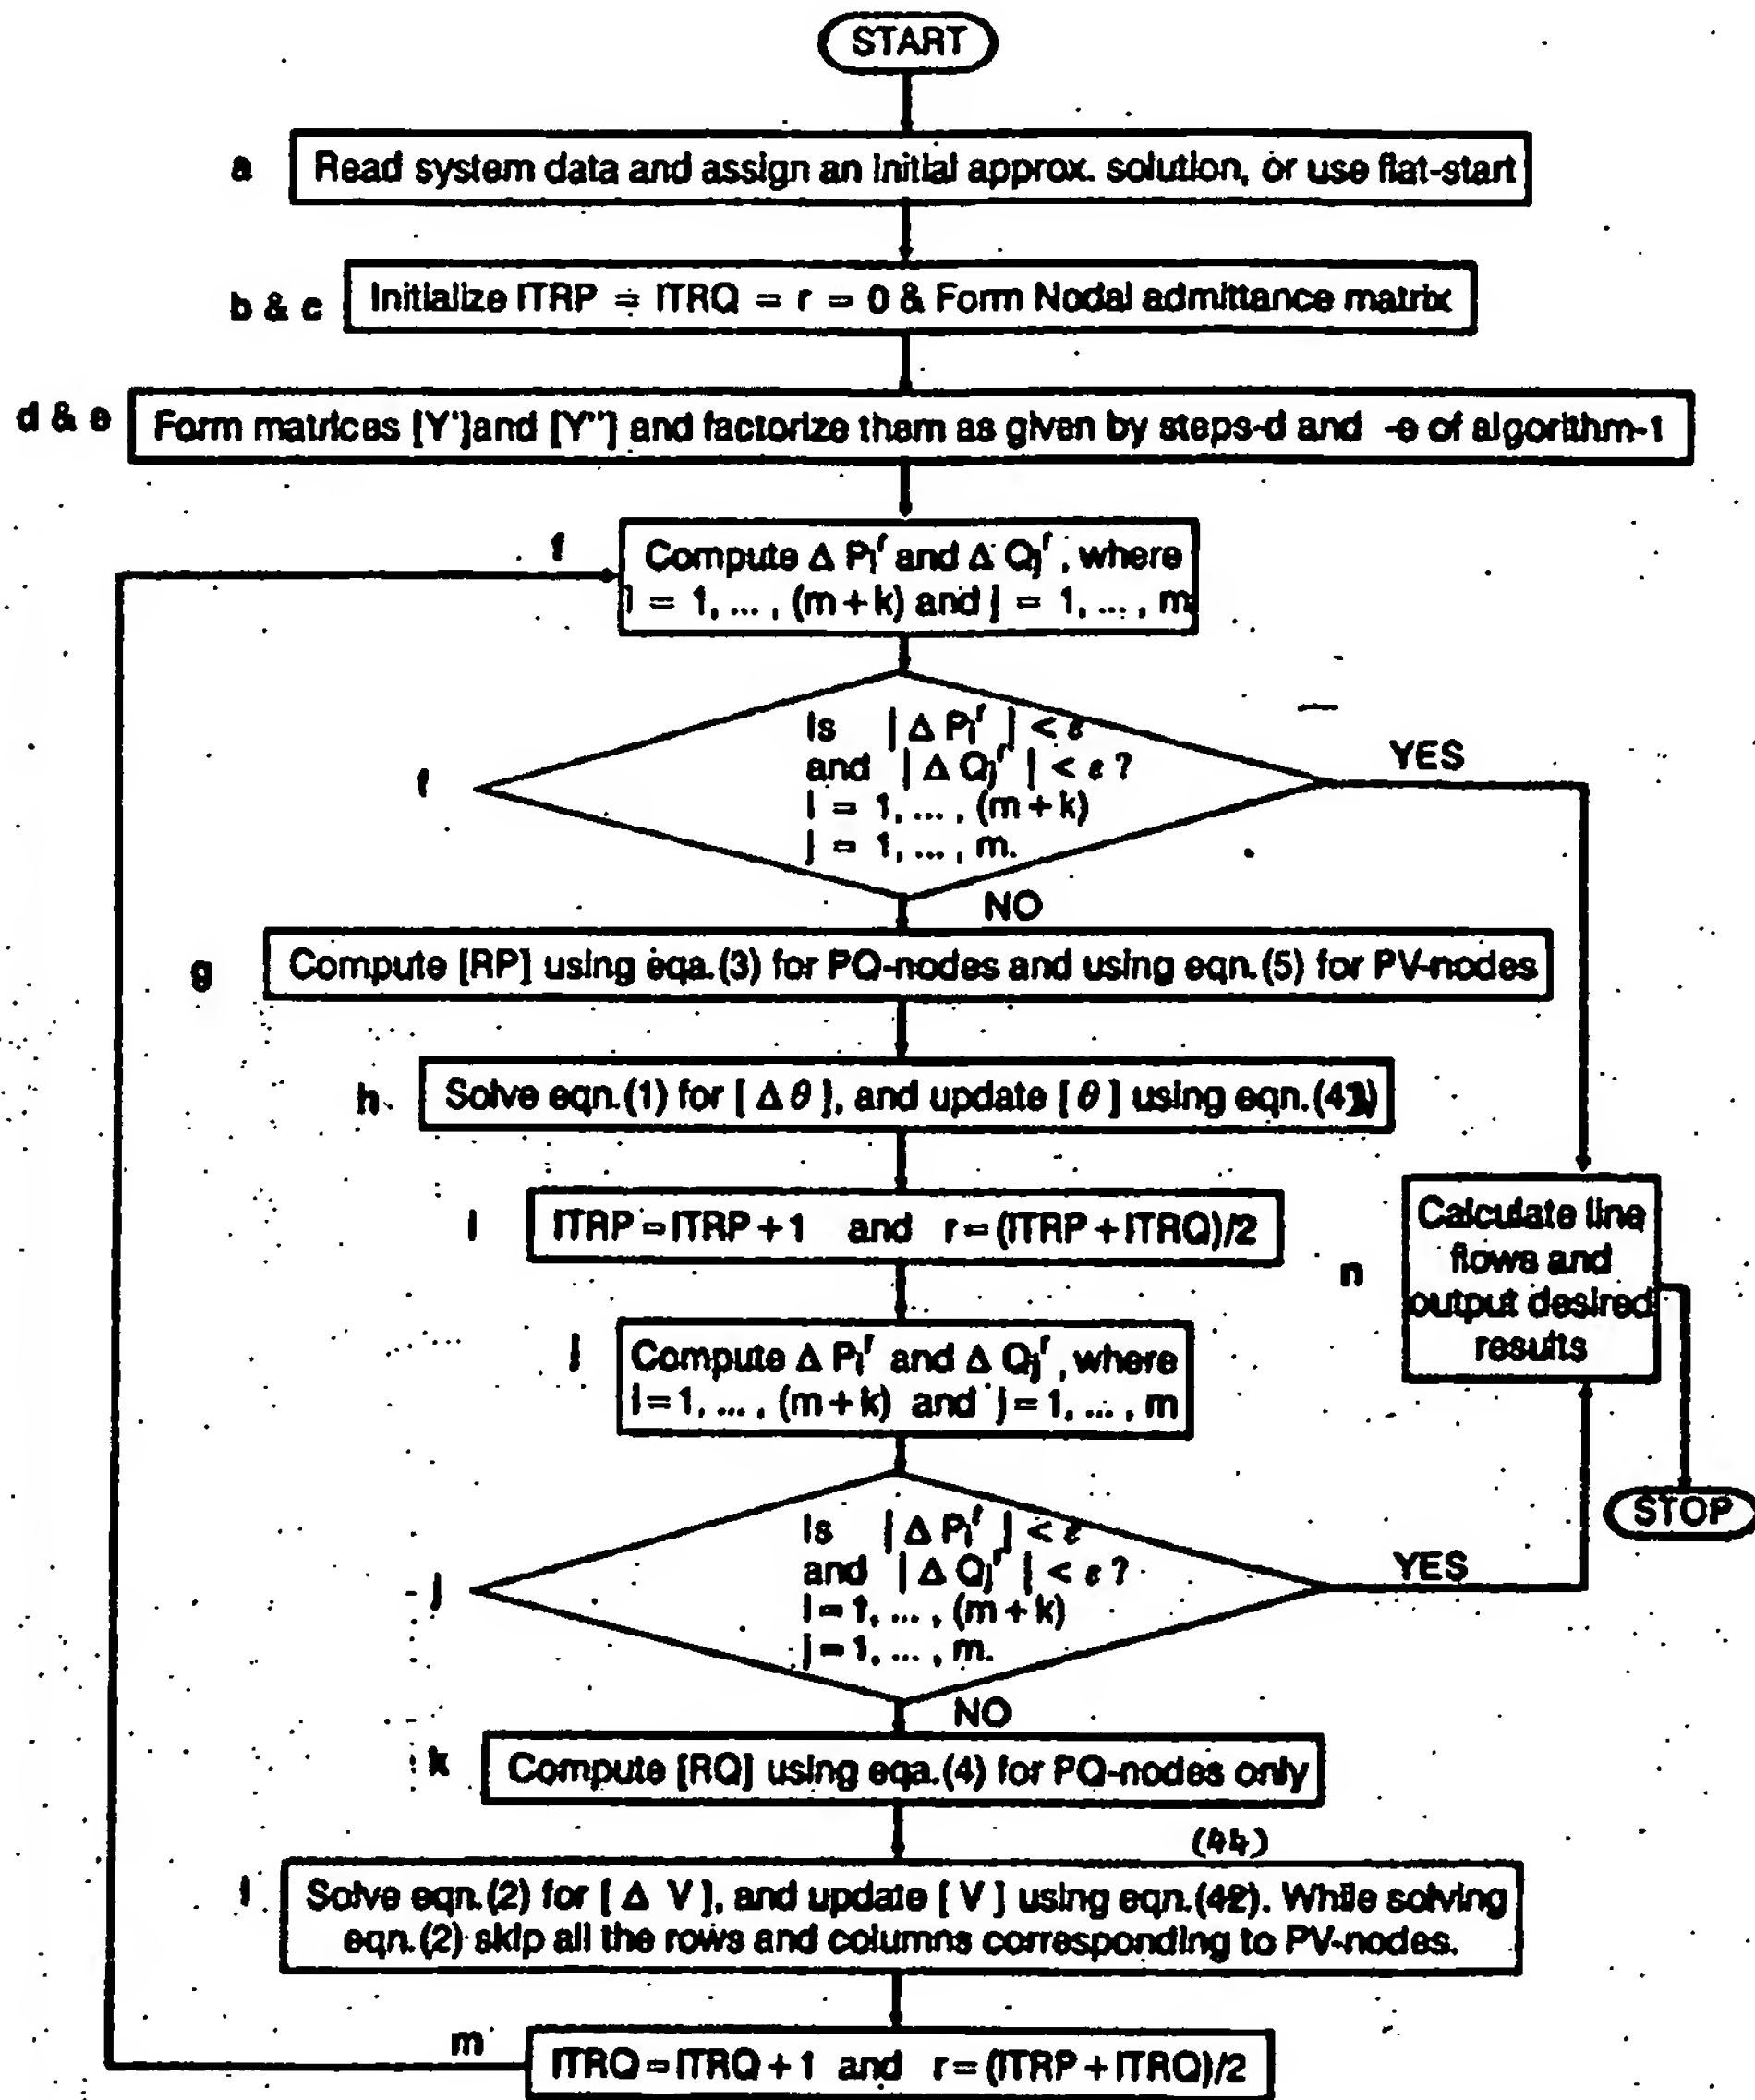 START
a
Read system data and assign an initial approx. solution, or use flat-start
b & c
Initialize ITRP = ITRQ = r = 0 & Form Nodal admittance matrix
d & e
Form matrices [Y']and [Y''] and factorize them as given by steps-d and -e of algorithm-1
f
Compute Δ Pi^r and Δ Qj^r, where
i = 1, ... , (m+k) and j = 1, ... , m
f
Is | Δ Pi^r | < ε
and | Δ Qj^r | < ε ?
i = 1, ... , (m+k)
j = 1, ... , m.
YES
NO
g
Compute [RP] using eqa.(3) for PQ-nodes and using eqn.(5) for PV-nodes
h
Solve eqn.(1) for [ Δ θ ], and update [ θ ] using eqn.(43)
i
ITRP = ITRP + 1 and r = (ITRP + ITRQ)/2
n
Calculate line
flows and
output desired
results
j
Compute Δ Pi^r and Δ Qj^r, where
i = 1, ... , (m+k) and j = 1, ... , m
STOP
j
Is | Δ Pi^r | < ε
and | Δ Qj^r | < ε ?
i = 1, ... , (m+k)
j = 1, ... , m.
YES
NO
k
Compute [RQ] using eqa.(4) for PQ-nodes only
(44)
l
Solve eqn.(2) for [ Δ V ], and update [ V ] using eqn.(42). While solving
eqn.(2) skip all the rows and columns corresponding to PV-nodes.
m
ITRQ = ITRQ + 1 and r = (ITRP + ITRQ)/2